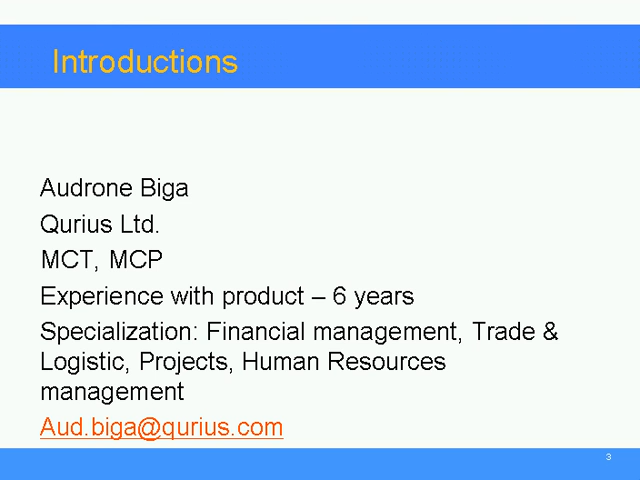 Introductions
Audrone Biga
Qurius Ltd.
MCT, MCP
Experience with product – 6 years
Specialization: Financial management, Trade &
Logistic, Projects, Human Resources
management
Aud.biga@qurius.com
3